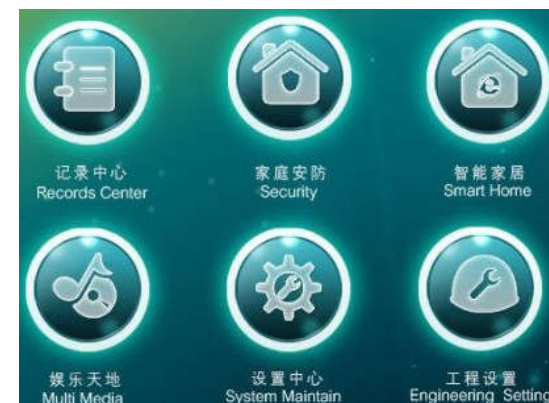 记录中心 家庭安防 智能家居
Records Center Security Smart Home
娱乐天地 设置中心 工程设置
Multi Media System Maintain Engineering Setting